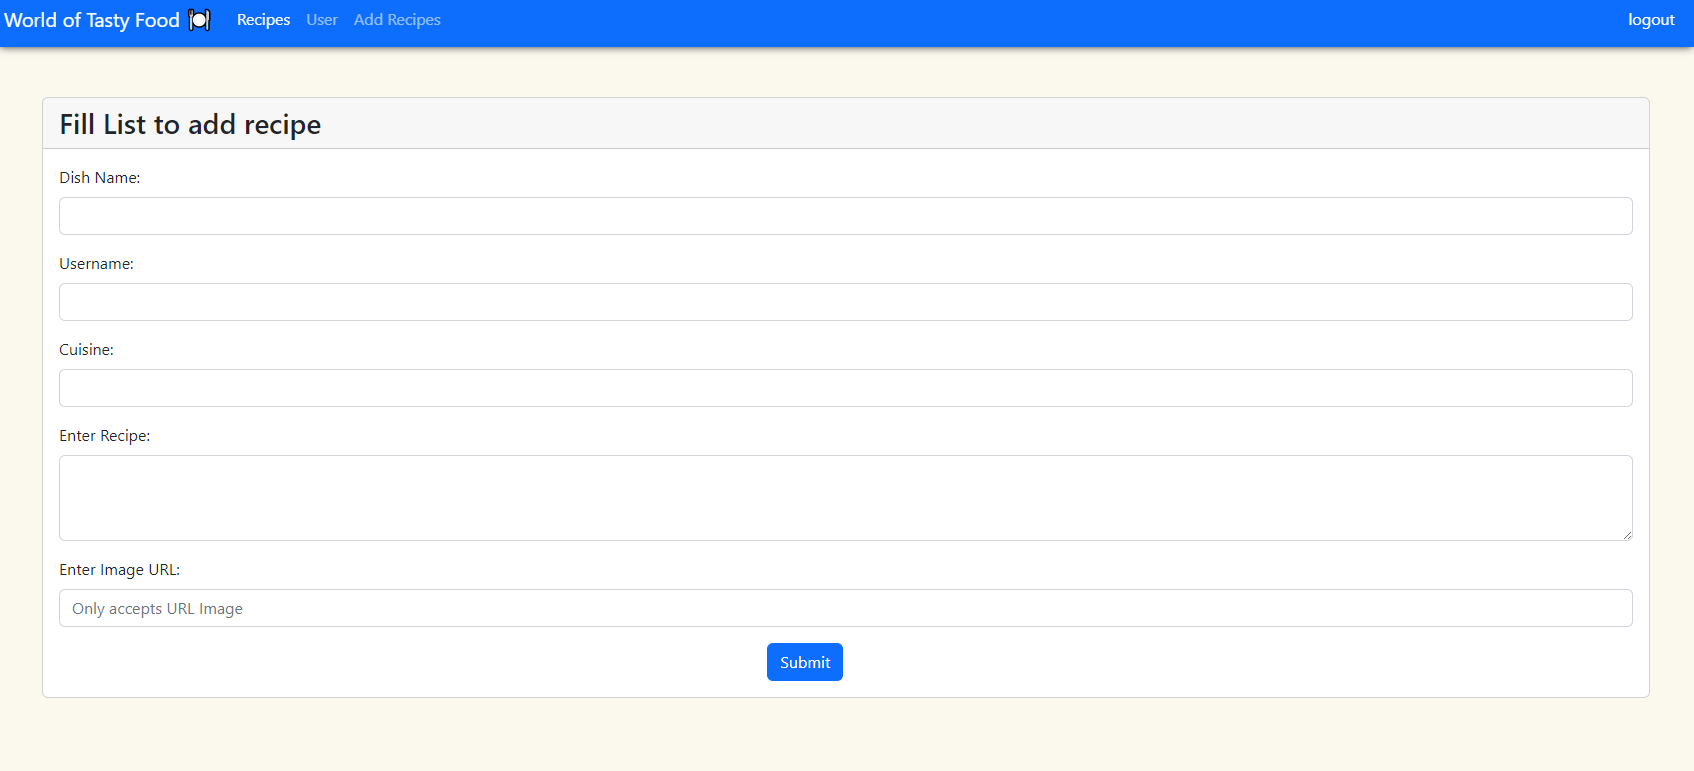 World of Tasty Food 🍽 Recipes User Add Recipes logout
Fill List to add recipe
Dish Name:
Username:
Cuisine:
Enter Recipe:
Enter Image URL:
Only accepts URL Image
Submit